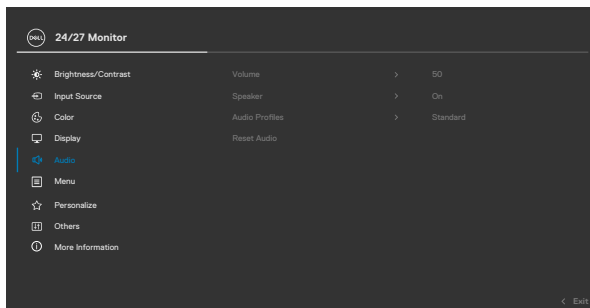 DELL 24/27 Monitor
Brightness/Contrast Volume > 50
Input Source Speaker > On
Color Audio Profiles > Standard
Display Reset Audio
Audio
Menu
Personalize
Others
More Information
< Exit